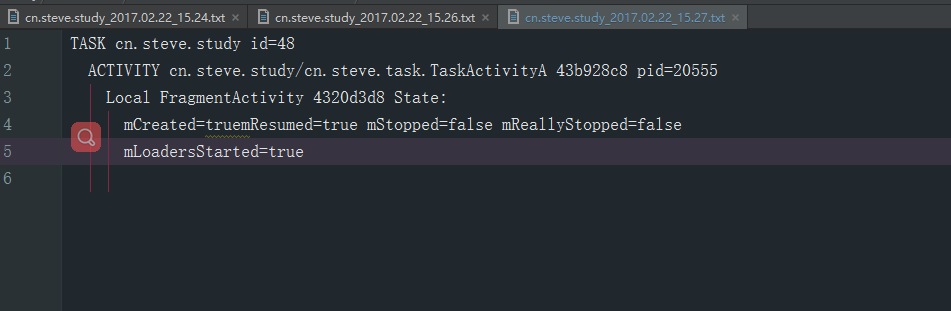 cn.steve.study_2017.02.22_15.24.txt × cn.steve.study_2017.02.22_15.26.txt × cn.steve.study_2017.02.22_15.27.txt ×
1 TASK cn.steve.study id=48
2 ACTIVITY cn.steve.study/cn.steve.task.TaskActivityA 43b928c8 pid=20555
3 Local FragmentActivity 4320d3d8 State:
4 mCreated=truemResumed=true mStopped=false mReallyStopped=false
5 mLoadersStarted=true
6